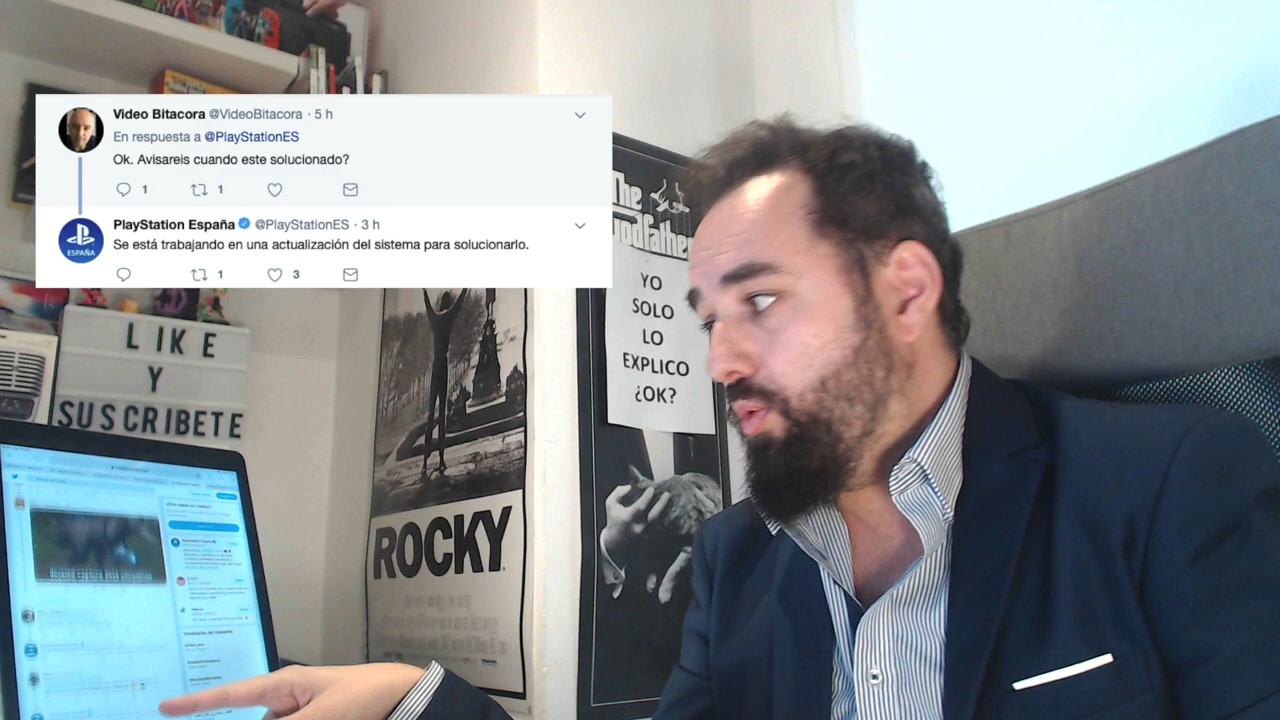 Video Bitacora @VideoBitacora · 5 h
En respuesta a @PlayStationES
Ok. Avisareis cuando este solucionado?
1 1
PlayStation España @PlayStationES · 3 h
ESPAÑA
Se está trabajando en una actualización del sistema para solucionarlo.
1 3
The
Godfather
YO
SOLO
LO
EXPLICO
¿OK?
LIKE
Y
SUSCRIBETE
ROCKY